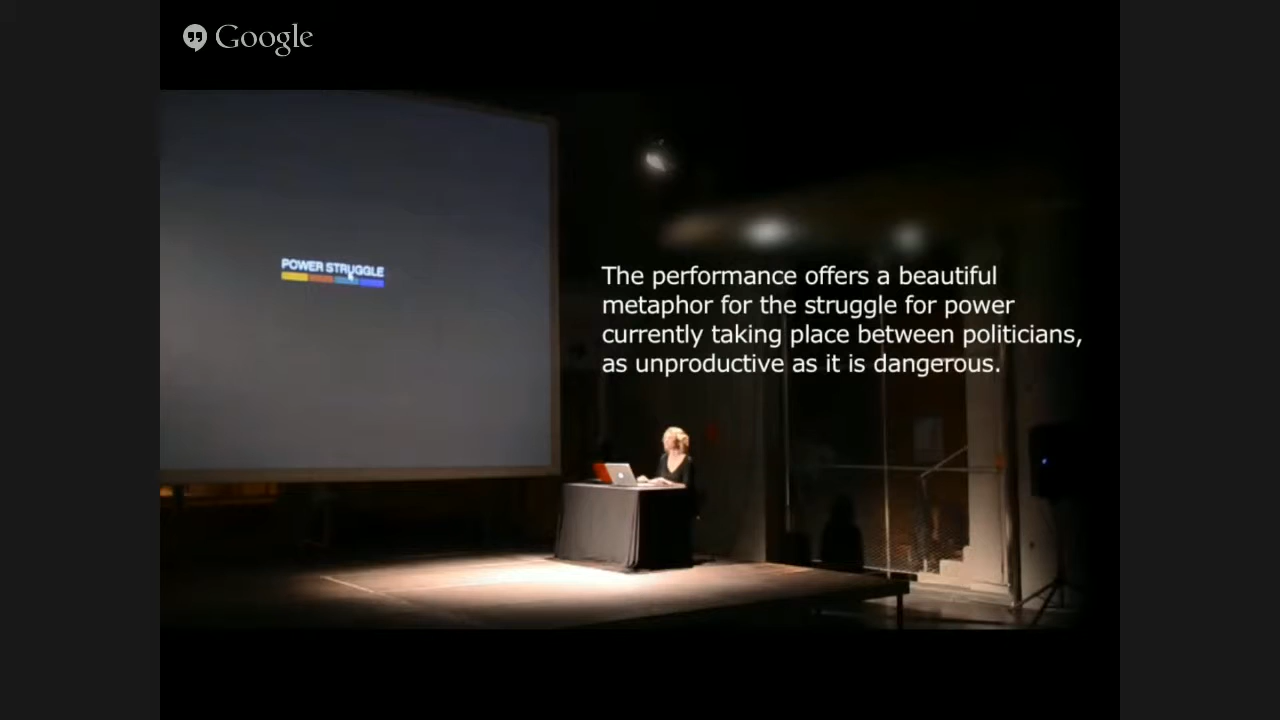 Google
POWER STRUGGLE
The performance offers a beautiful
metaphor for the struggle for power
currently taking place between politicians,
as unproductive as it is dangerous.